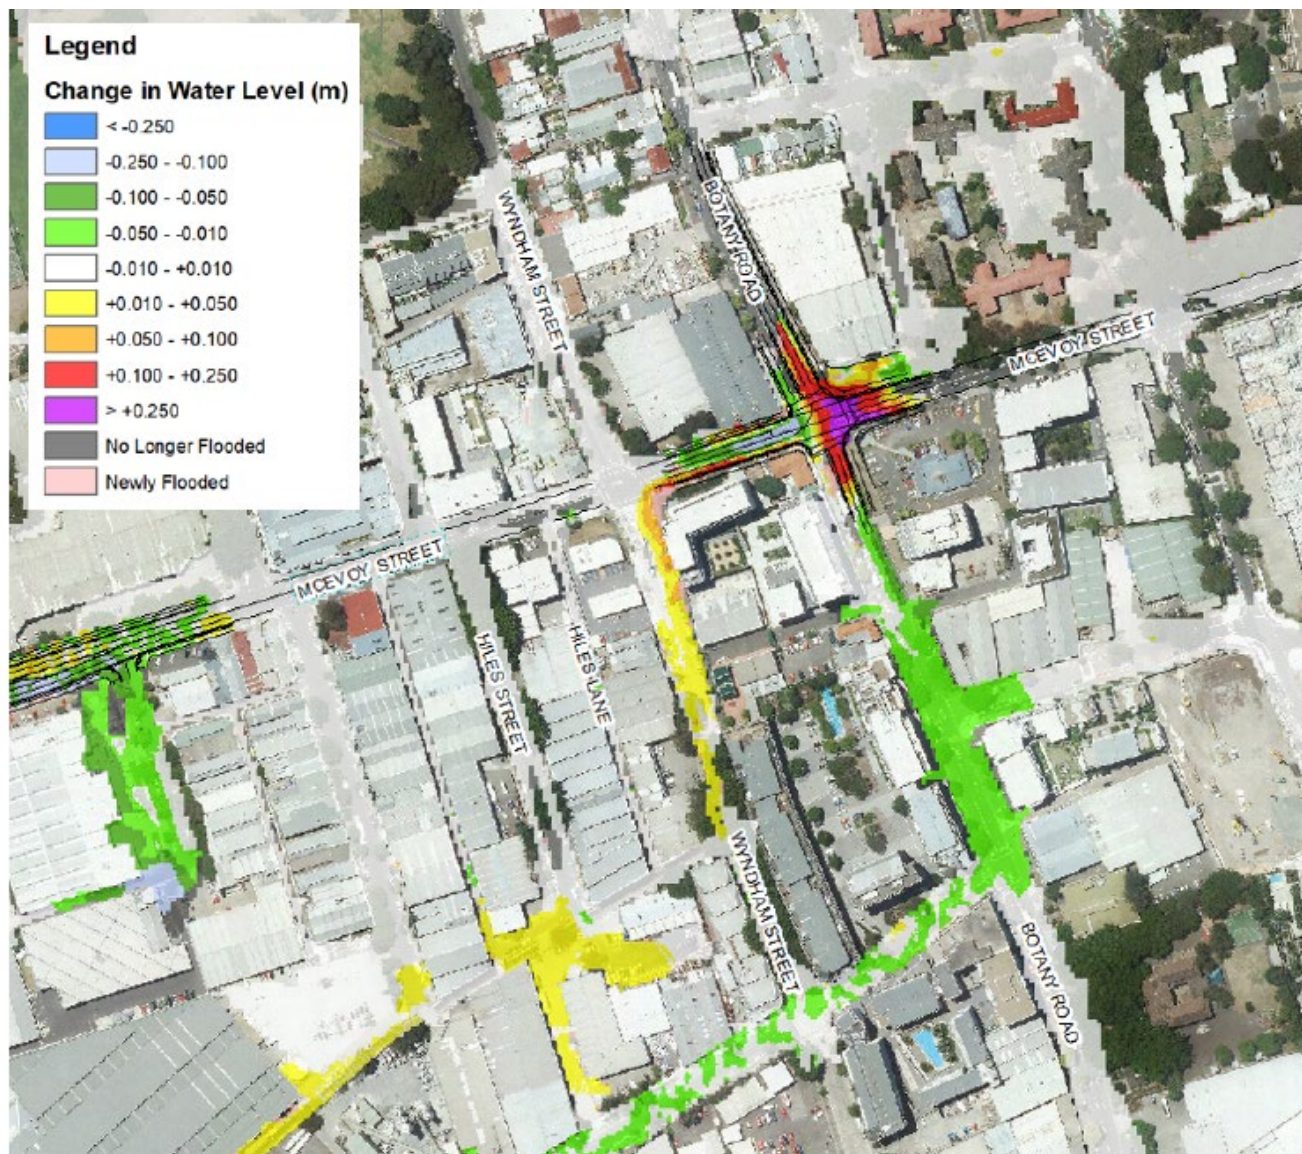 Legend
Change in Water Level (m)
< -0.250
-0.250 - -0.100
-0.100 - -0.050
-0.050 - -0.010
-0.010 - +0.010
+0.010 - +0.050
+0.050 - +0.100
+0.100 - +0.250
> +0.250
No Longer Flooded
Newly Flooded
WYNDHAM STREET
BOTANY ROAD
MCEVOY STREET
MCEVOY STREET
HILES STREET
HILES LANE
WYNDHAM STREET
BOTANY ROAD